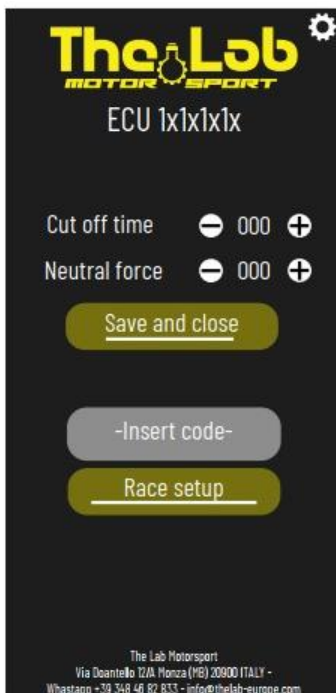 The Lab
MOTOR SPORT
ECU 1x1x1x1x
Cut off time 000
Neutral force 000
Save and close
-Insert code-
Race setup
The Lab Motorsport
Via Doantello 12/A Monza (MB) 20900 ITALY -
Whastapp +39 348 46 82 833 - info@thelab-europe.com